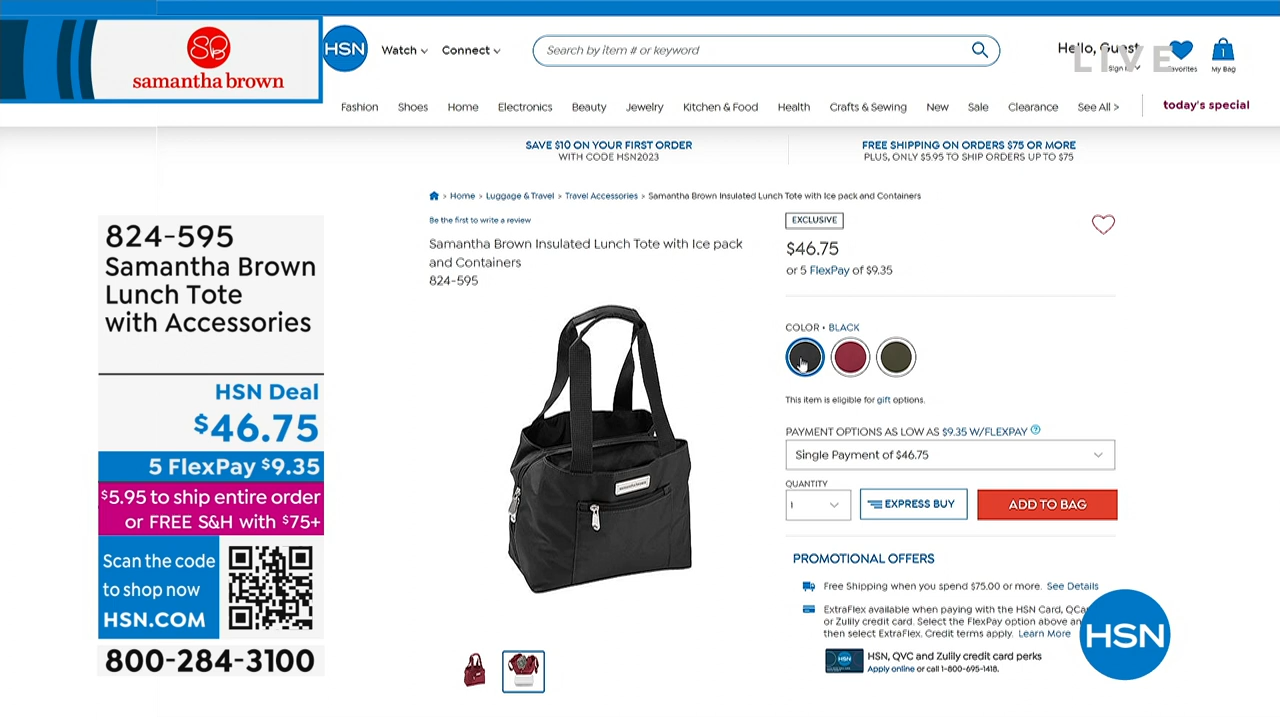 samantha brown
HSN
Watch
Connect
Search by item # or keyword
Hello, Guest
Sign In
LIVE
Favorites
1
My Bag
Fashion
Shoes
Home
Electronics
Beauty
Jewelry
Kitchen & Food
Health
Crafts & Sewing
New
Sale
Clearance
See All >
today's special
SAVE $10 ON YOUR FIRST ORDER
WITH CODE HSN2023
FREE SHIPPING ON ORDERS $75 OR MORE
PLUS, ONLY $5.95 TO SHIP ORDERS UP TO $75
824-595
Samantha Brown
Lunch Tote
with Accessories
HSN Deal
$46.75
5 FlexPay $9.35
$5.95 to ship entire order
or FREE S&H with $75+
Scan the code
to shop now
HSN.COM
800-284-3100
> Home > Luggage & Travel > Travel Accessories > Samantha Brown Insulated Lunch Tote with Ice pack and Containers
Be the first to write a review
Samantha Brown Insulated Lunch Tote with Ice pack
and Containers
824-595
samantha brown
EXCLUSIVE
$46.75
or 5 FlexPay of $9.35
COLOR • BLACK
This item is eligible for gift options.
PAYMENT OPTIONS AS LOW AS $9.35 W/FLEXPAY ?
Single Payment of $46.75
QUANTITY
1
EXPRESS BUY
ADD TO BAG
PROMOTIONAL OFFERS
Free Shipping when you spend $75.00 or more. See Details
ExtraFlex available when paying with the HSN Card, QCa
or Zulily credit card. Select the FlexPay option above an
then select ExtraFlex. Credit terms apply. Learn More
HSN
HSN, QVC and Zulily credit card perks
Apply online or call 1-800-695-1418.
HSN